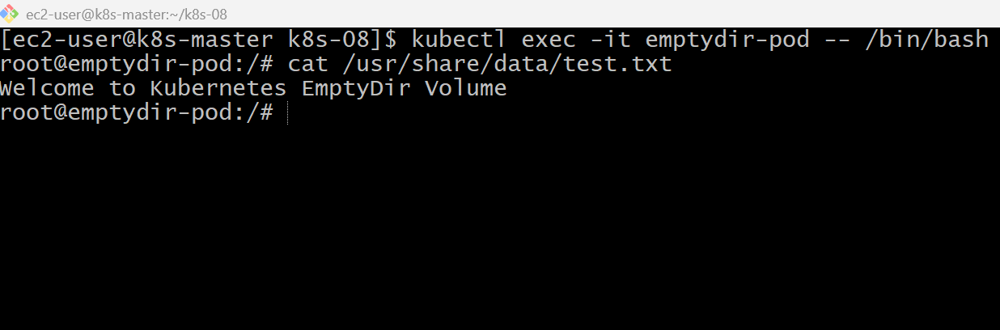 ec2-user@k8s-master:~/k8s-08
[ec2-user@k8s-master k8s-08]$ kubectl exec -it emptydir-pod -- /bin/bash
root@emptydir-pod:/# cat /usr/share/data/test.txt
Welcome to Kubernetes EmptyDir Volume
root@emptydir-pod:/#